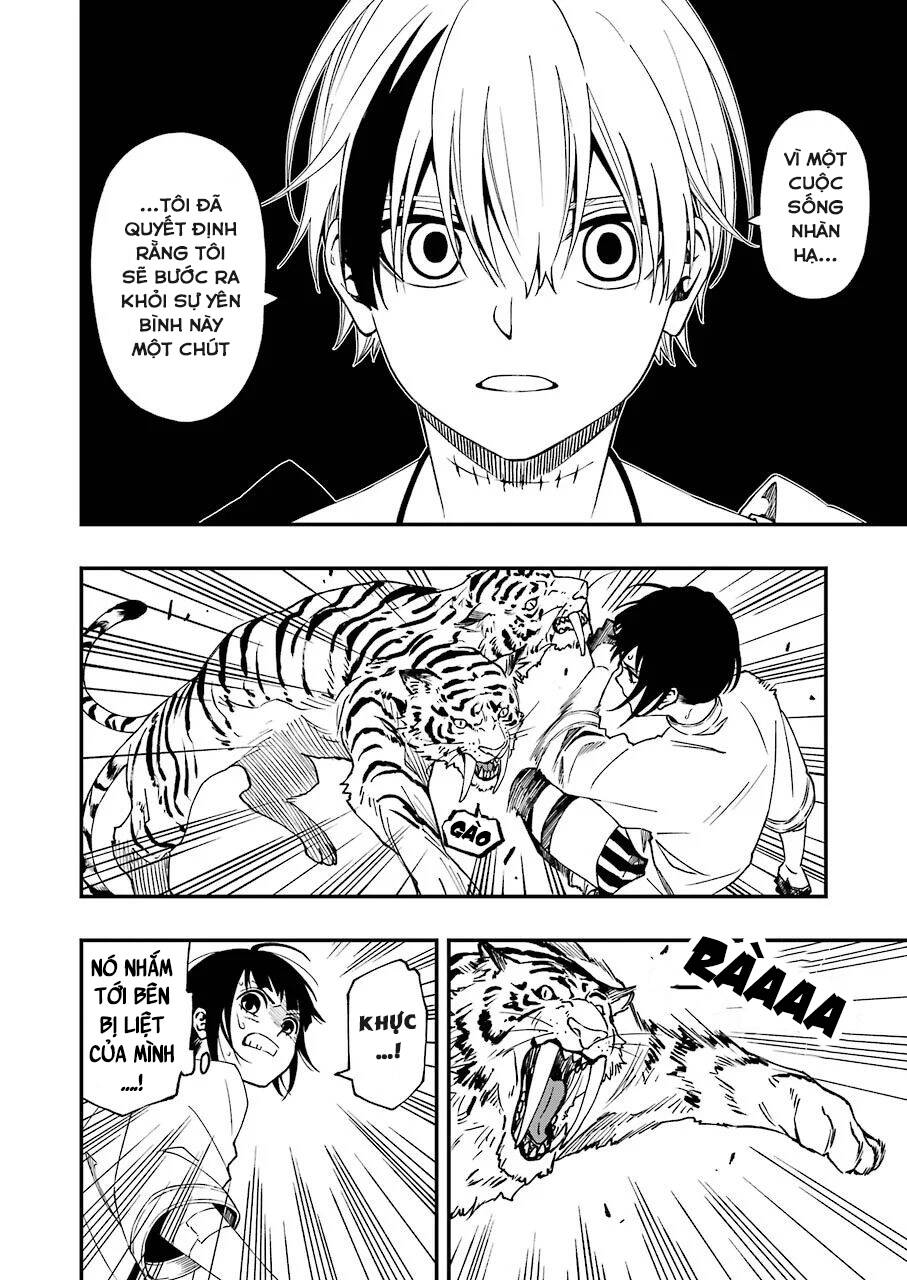 VÌ MỘT
CUỘC
SỐNG
NHÀN
HẠ...
...TÔI ĐÃ
QUYẾT ĐỊNH
RẰNG TÔI
SẼ BƯỚC RA
KHỎI SỰ YÊN
BÌNH NÀY
MỘT CHÚT
GÀO
RÀÀAAA
KHỰC
...!
NÓ NHẮM
TỚI BÊN
BỊ LIỆT
CỦA MÌNH
....!